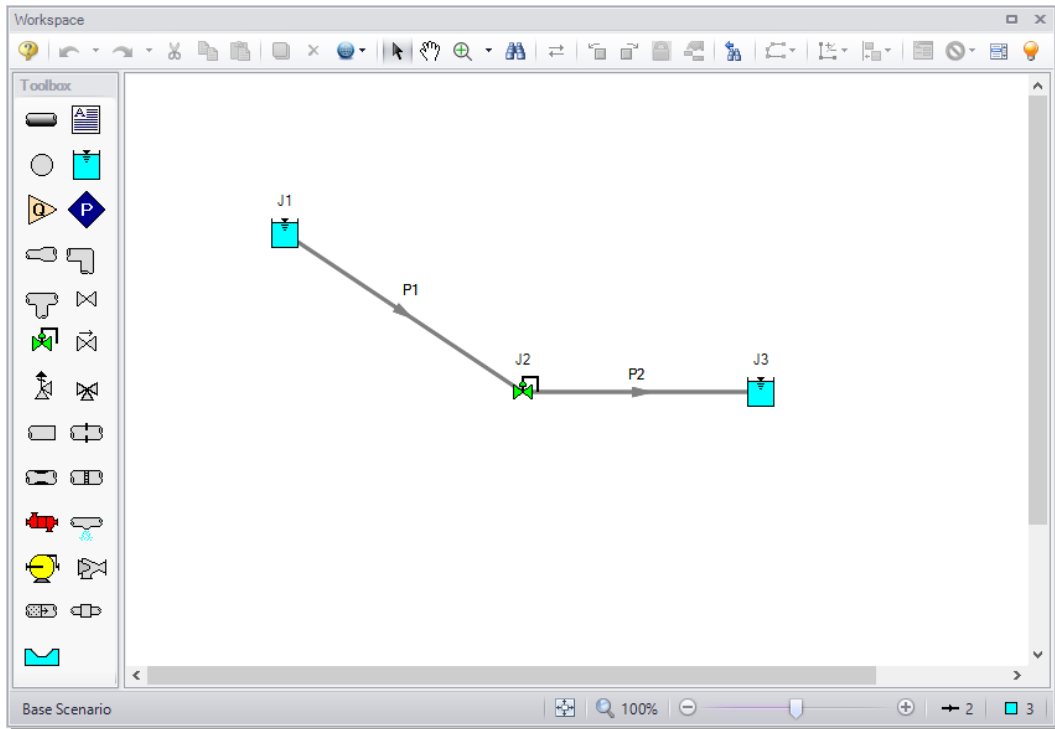 Workspace
Toolbox
A
Q
P
J1
P1
J2
P2
J3
Base Scenario
100%
2
3